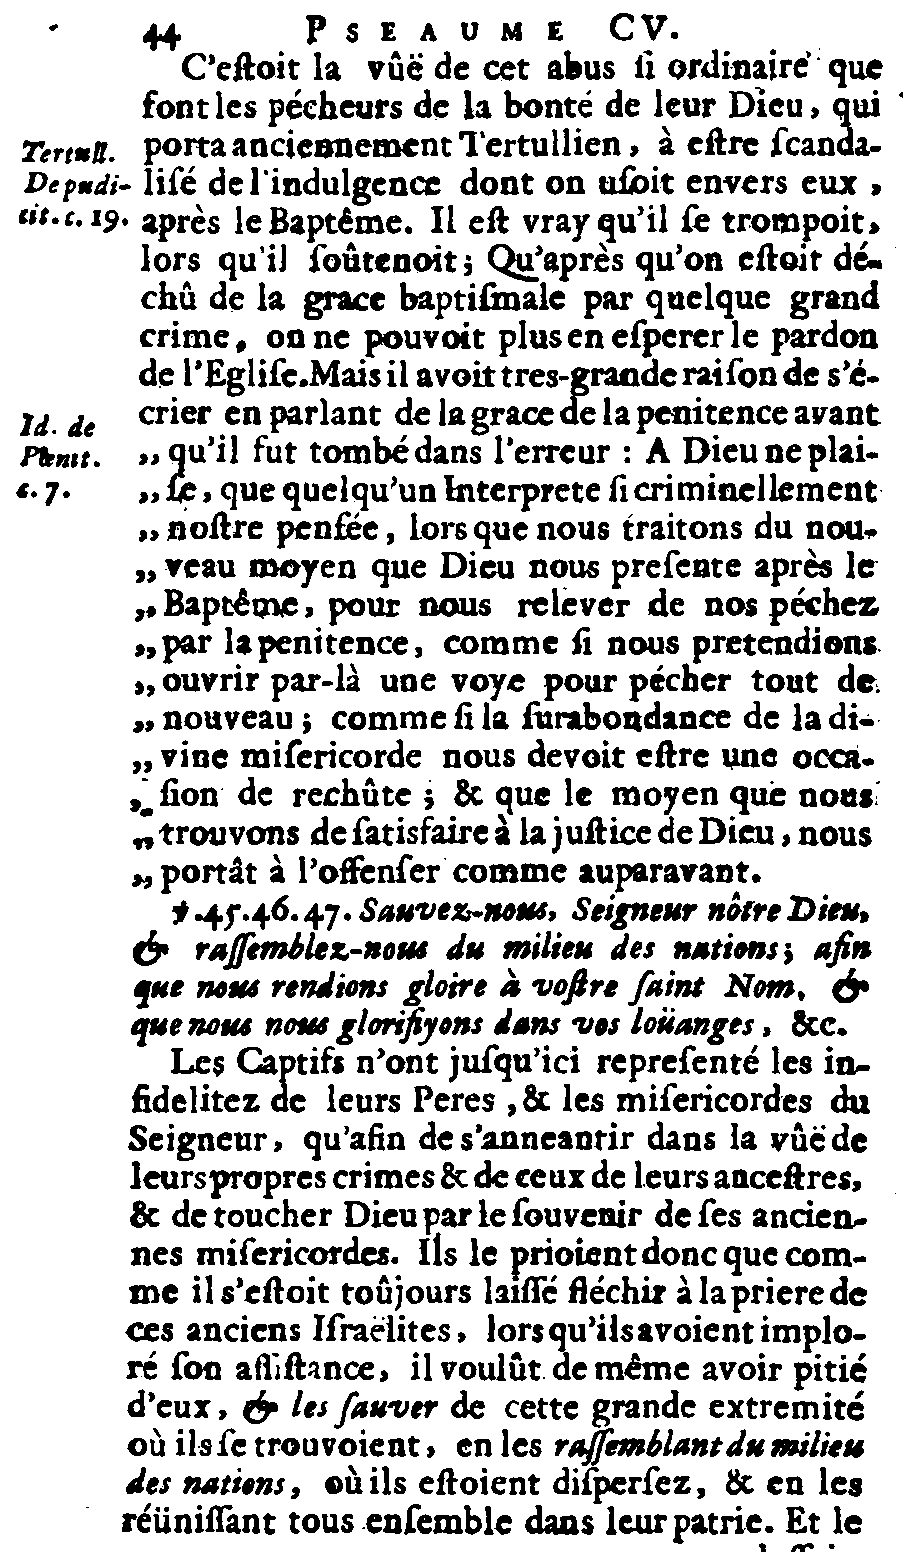 44 PSEAUME CV.
C'eſtoit la vûë de cet abus ſi ordinaire que
font les pécheurs de la bonté de leur Dieu, qui
porta anciennement Tertullien, à eſtre ſcanda-
Tertull.
De pudi-
cit. c. 19.
liſé de l'indulgence dont on uſoit envers eux,
après le Baptême. Il eſt vray qu'il ſe trompoit,
lors qu'il ſoûtenoit; Qu'après qu'on eſtoit dé-
chû de la grace baptiſmale par quelque grand
crime, on ne pouvoit plus en eſperer le pardon
de l'Egliſe. Mais il avoit tres-grande raiſon de s'é-
crier en parlant de la grace de la penitence avant
Id. de
Pœnit.
c. 7.
,, qu'il fut tombé dans l'erreur : A Dieu ne plai-
,, ſe, que quelqu'un Interprete ſi criminellement
,, noſtre penſée, lors que nous traitons du nou-
,, veau moyen que Dieu nous preſente après le
,, Baptême, pour nous relever de nos péchez
,, par la penitence, comme ſi nous pretendions
,, ouvrir par-là une voye pour pécher tout de
,, nouveau ; comme ſi la ſurabondance de la di-
,, vine miſericorde nous devoit eſtre une occa-
,, ſion de rechûte ; & que le moyen que nous
,, trouvons de ſatisfaire à la juſtice de Dieu, nous
,, portât à l'offenſer comme auparavant.
℣. 45. 46. 47. Sauvez-nous, Seigneur nôtre Dieu,
& raſſemblez-nous du milieu des nations; afin
que nous rendions gloire à voſtre ſaint Nom, &
que nous nous glorifiyons dans vos loüanges, &c.
Les Captifs n'ont juſqu'ici repreſenté les in-
fidelitez de leurs Peres, & les miſericordes du
Seigneur, qu'afin de s'anneantir dans la vûë de
leurs propres crimes & de ceux de leurs anceſtres,
& de toucher Dieu par le ſouvenir de ſes ancien-
nes miſericordes. Ils le prioient donc que com-
me il s'eſtoit toûjours laiſſé fléchir à la priere de
ces anciens Iſraëlites, lors qu'ils avoient implo-
ré ſon aſſiſtance, il voulût de même avoir pitié
d'eux, & les ſauver de cette grande extremité
où ils ſe trouvoient, en les raſſemblant du milieu
des nations, où ils eſtoient diſperſez, & en les
réüniſſant tous enſemble dans leur patrie. Et le